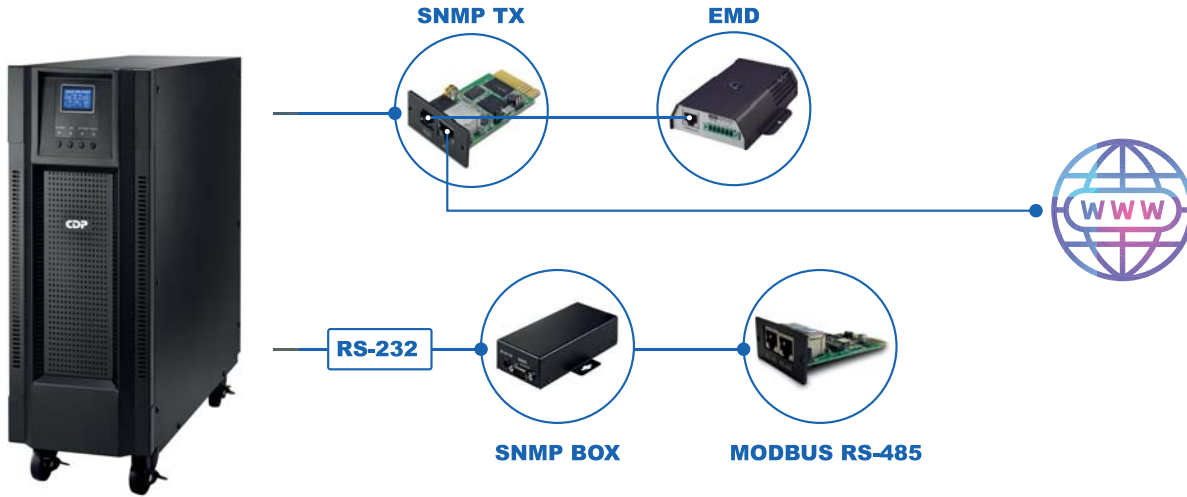 SNMP TX
EMD
CDP
WWW
RS-232
SNMP BOX
MODBUS RS-485